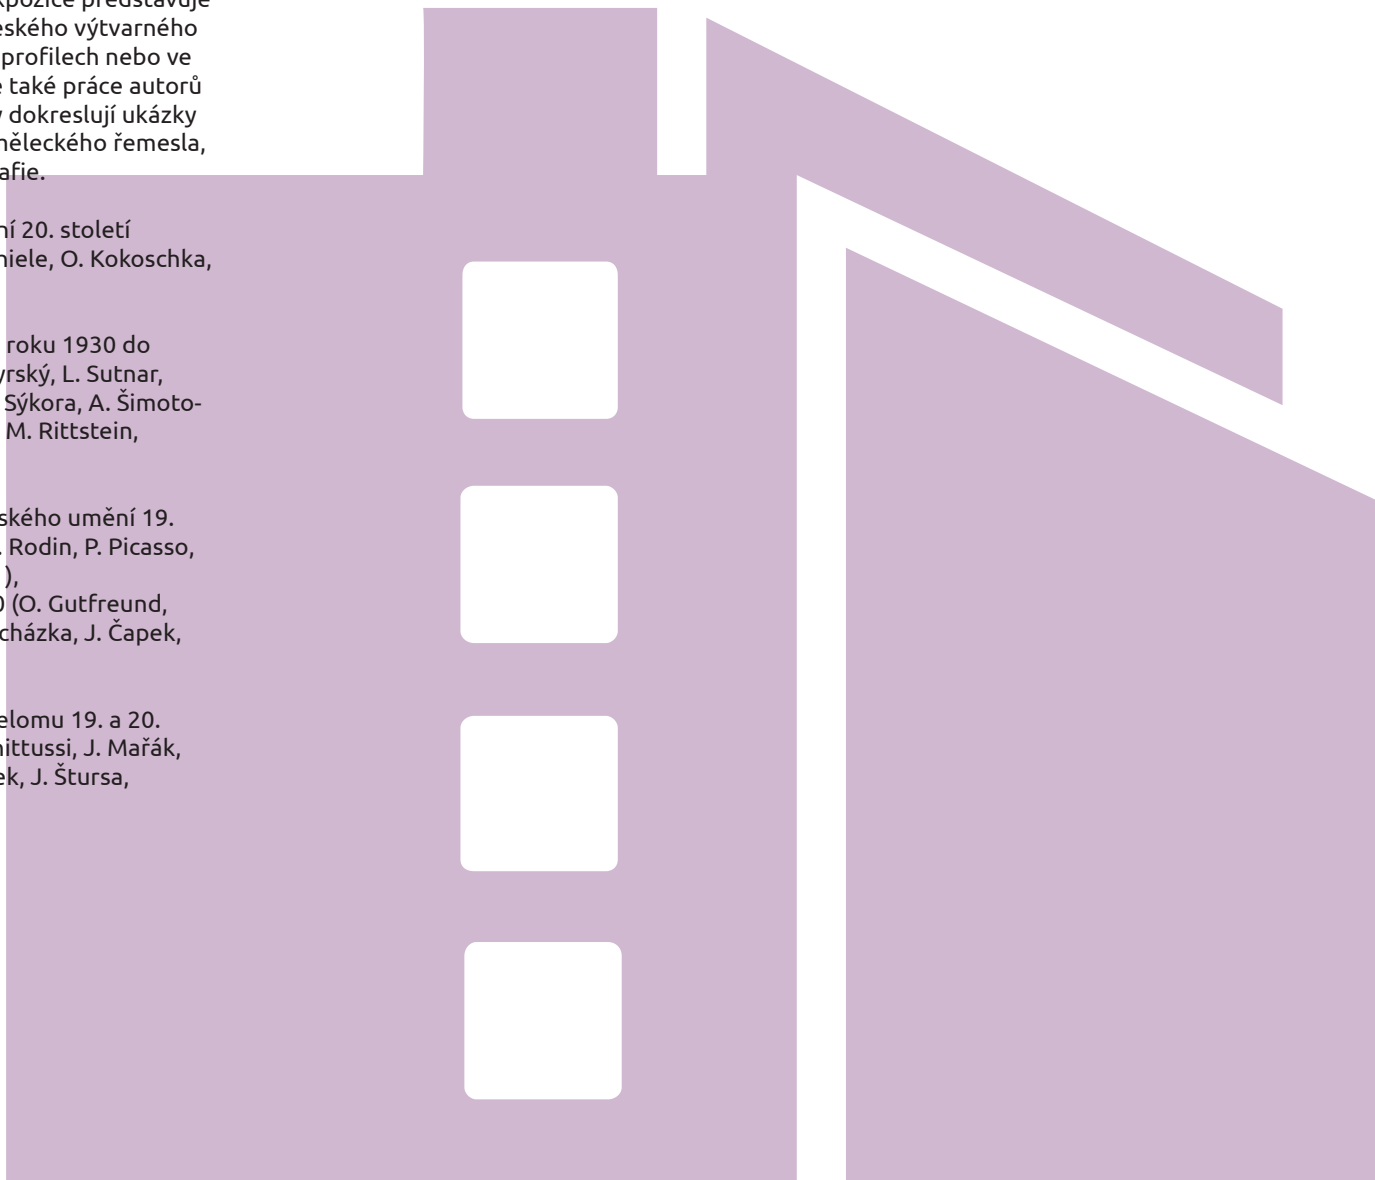 xpozice představuje
eského výtvarného
profilech nebo ve
také práce autorů
dokreslují ukázky
měleckého řemesla,
afie.
ní 20. století
hiele, O. Kokoschka,
roku 1930 do
yrský, L. Sutnar,
Sýkora, A. Šimoto-
M. Rittstein,
ského umění 19.
. Rodin, P. Picasso,
),
0 (O. Gutfreund,
cházka, J. Čapek,
elomu 19. a 20.
hittussi, J. Mařák,
ek, J. Štursa,